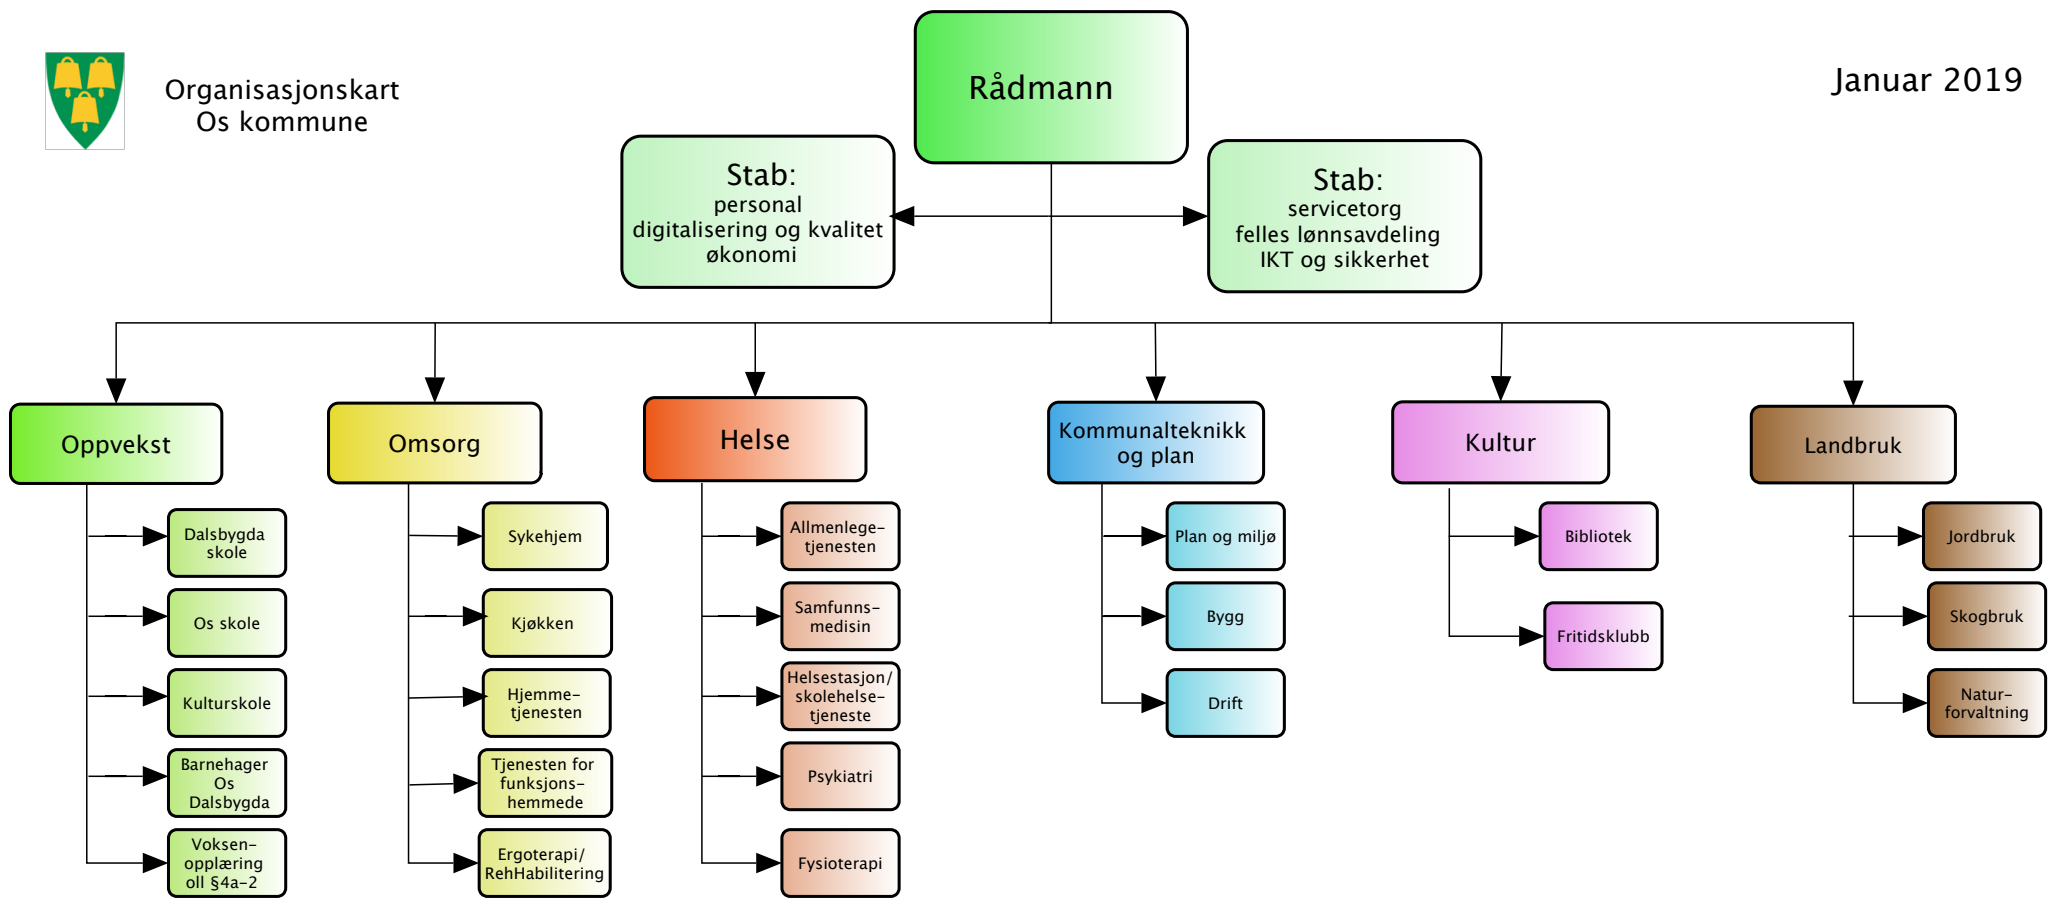 Organisasjonskart
Os kommune
Rådmann
Januar 2019
Stab:
personal
digitalisering og kvalitet
økonomi
Stab:
servicetorg
felles lønnsavdeling
IKT og sikkerhet
Oppvekst
Dalsbygda
skole
Os skole
Kulturskole
Barnehager
Os
Dalsbygda
Voksen-
opplæring
oll §4a-2
Omsorg
Sykehjem
Kjøkken
Hjemme-
tjenesten
Tjenesten for
funksjons-
hemmede
Ergoterapi/
RehHabilitering
Helse
Allmenlege-
tjenesten
Samfunns-
medisin
Helsestasjon/
skolehelse-
tjeneste
Psykiatri
Fysioterapi
Kommunalteknikk
og plan
Plan og miljø
Bygg
Drift
Kultur
Bibliotek
Fritidsklubb
Landbruk
Jordbruk
Skogbruk
Natur-
forvaltning